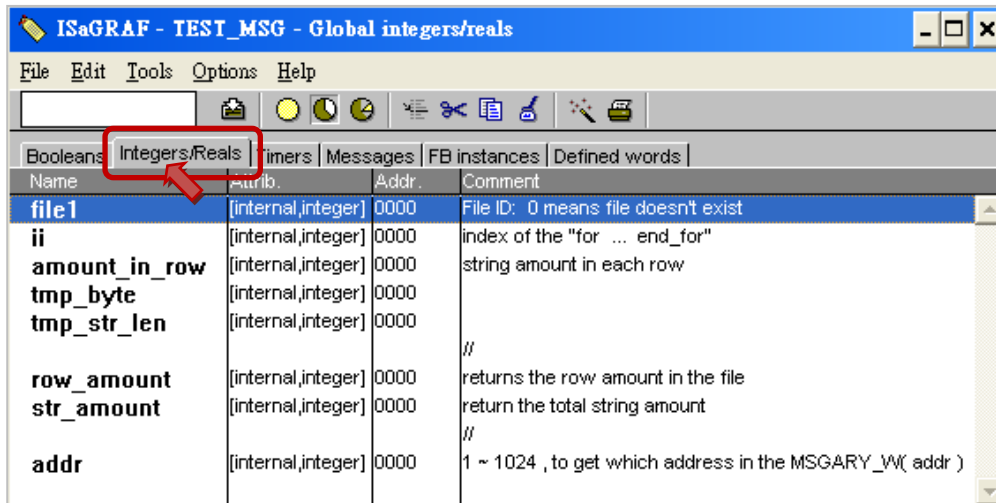 ISaGRAF - TEST_MSG - Global integers/reals
File Edit Tools Options Help
Booleans Integers/Reals Timers Messages FB instances Defined words
Name Attrib. Addr. Comment
file1 [internal,integer] 0000 File ID:  0 means file doesn't exist
ii [internal,integer] 0000 index of the "for  ... end_for"
amount_in_row [internal,integer] 0000 string amount in each row
tmp_byte [internal,integer] 0000
tmp_str_len [internal,integer] 0000
//
row_amount [internal,integer] 0000 returns the row amount in the file
str_amount [internal,integer] 0000 return the total string amount
//
addr [internal,integer] 0000 1 ~ 1024 , to get which address in the MSGARY_W( addr )